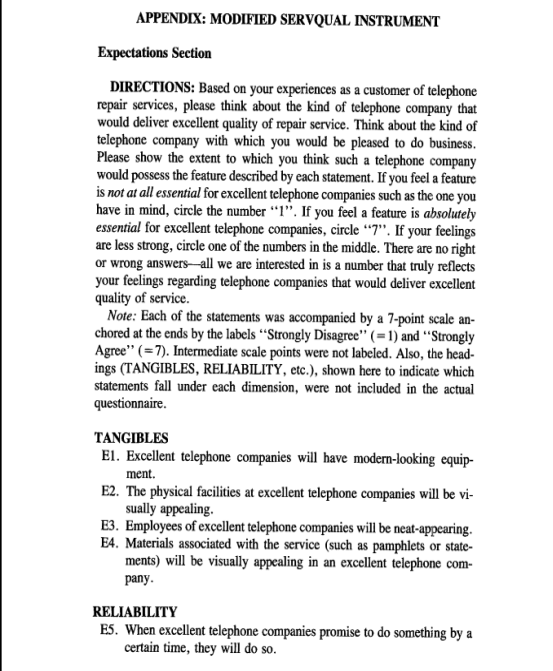 APPENDIX: MODIFIED SERVQUAL INSTRUMENT
Expectations Section
DIRECTIONS: Based on your experiences as a customer of telephone
repair services, please think about the kind of telephone company that
would deliver excellent quality of repair service. Think about the kind of
telephone company with which you would be pleased to do business.
Please show the extent to which you think such a telephone company
would possess the feature described by each statement. If you feel a feature
is not at all essential for excellent telephone companies such as the one you
have in mind, circle the number ‘‘1’’. If you feel a feature is absolutely
essential for excellent telephone companies, circle ‘‘7’’. If your feelings
are less strong, circle one of the numbers in the middle. There are no right
or wrong answers—all we are interested in is a number that truly reflects
your feelings regarding telephone companies that would deliver excellent
quality of service.
Note: Each of the statements was accompanied by a 7-point scale an-
chored at the ends by the labels ‘‘Strongly Disagree’’ (=1) and ‘‘Strongly
Agree’’ (=7). Intermediate scale points were not labeled. Also, the head-
ings (TANGIBLES, RELIABILITY, etc.), shown here to indicate which
statements fall under each dimension, were not included in the actual
questionnaire.
TANGIBLES
E1. Excellent telephone companies will have modern-looking equip-
ment.
E2. The physical facilities at excellent telephone companies will be vi-
sually appealing.
E3. Employees of excellent telephone companies will be neat-appearing.
E4. Materials associated with the service (such as pamphlets or state-
ments) will be visually appealing in an excellent telephone com-
pany.
RELIABILITY
E5. When excellent telephone companies promise to do something by a
certain time, they will do so.